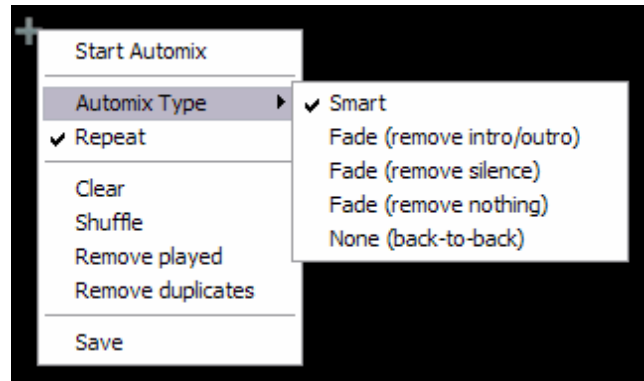 Start Automix
Automix Type
Repeat
Clear
Shuffle
Remove played
Remove duplicates
Save
Smart
Fade (remove intro/outro)
Fade (remove silence)
Fade (remove nothing)
None (back-to-back)